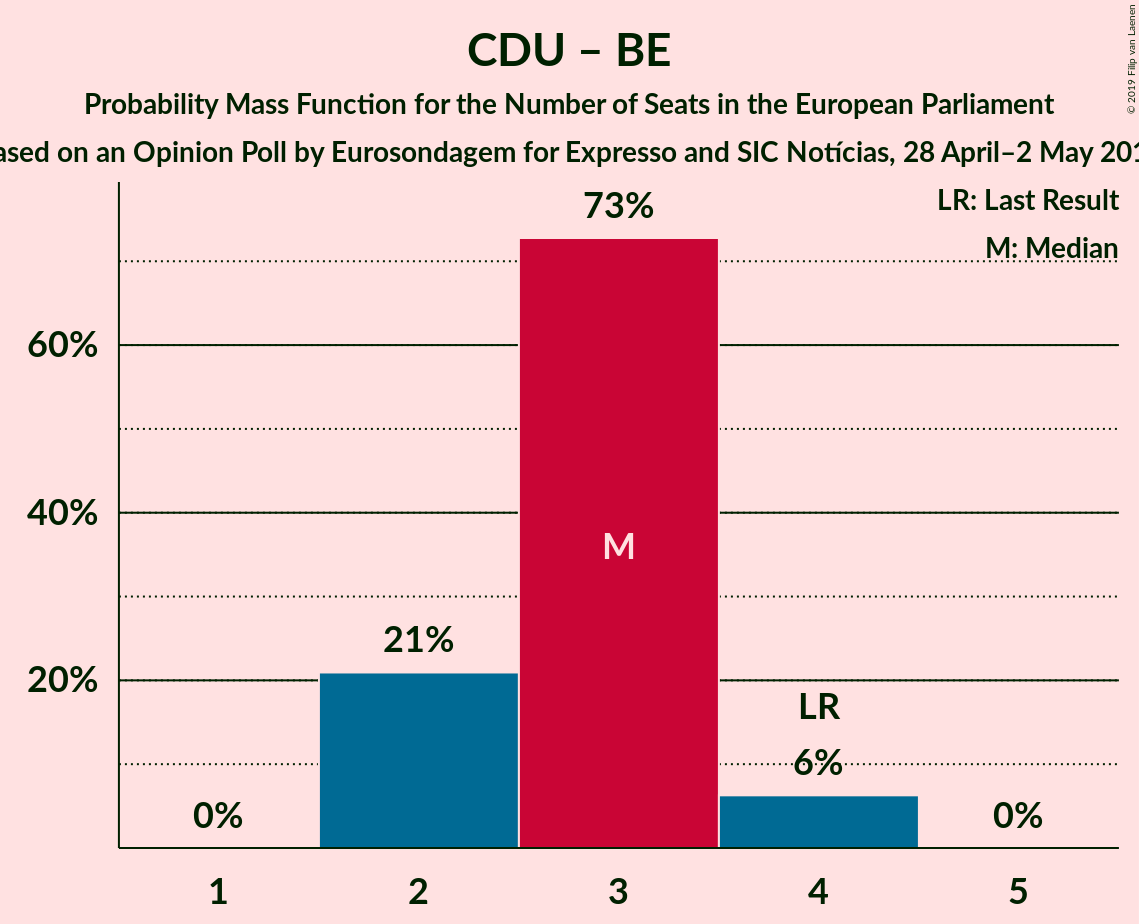 CDU – BE
Probability Mass Function for the Number of Seats in the European Parliament
ased on an Opinion Poll by Eurosondagem for Expresso and SIC Notícias, 28 April–2 May 201
© 2019 Filip van Laenen
LR: Last Result
M: Median
73%
60%
40%
M
21%
20%
LR
6%
0%
0%
1
2
3
4
5